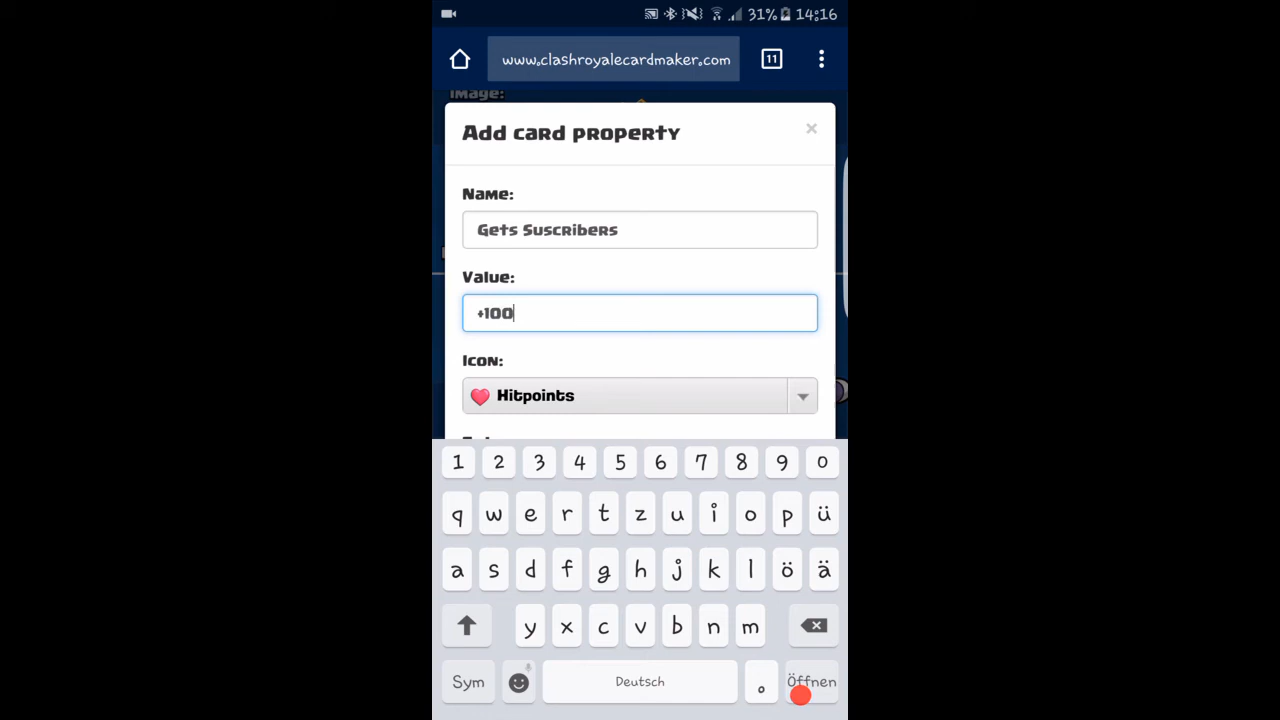 31% 14:16
www.clashroyalecardmaker.com 11
Image:
Add card property ×
Name:
Gets Suscribers
Value:
+100
Icon:
Hitpoints
1 2 3 4 5 6 7 8 9 0
q w e r t z u i o p ü
a s d f g h j k l ö ä
y x c v b n m
Sym Deutsch . Öffnen